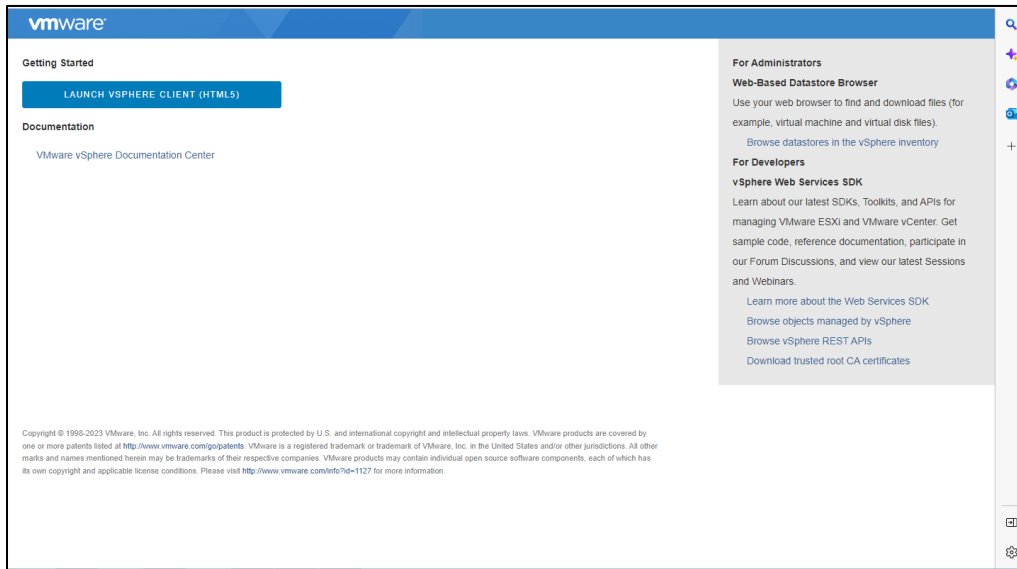 vmware®
Getting Started
LAUNCH VSPHERE CLIENT (HTML5)
Documentation
VMware vSphere Documentation Center
For Administrators
Web-Based Datastore Browser
Use your web browser to find and download files (for
example, virtual machine and virtual disk files).
Browse datastores in the vSphere inventory
For Developers
vSphere Web Services SDK
Learn about our latest SDKs, Toolkits, and APIs for
managing VMware ESXi and VMware vCenter. Get
sample code, reference documentation, participate in
our Forum Discussions, and view our latest Sessions
and Webinars.
Learn more about the Web Services SDK
Browse objects managed by vSphere
Browse vSphere REST APIs
Download trusted root CA certificates
Copyright © 1998-2023 VMware, Inc. All rights reserved. This product is protected by U.S. and international copyright and intellectual property laws. VMware products are covered by
one or more patents listed at http://www.vmware.com/go/patents. VMware is a registered trademark or trademark of VMware, Inc. in the United States and/or other jurisdictions. All other
marks and names mentioned herein may be trademarks of their respective companies. VMware products may contain individual open source software components, each of which has
its own copyright and applicable license conditions. Please visit http://www.vmware.com/info?id=1127 for more information.